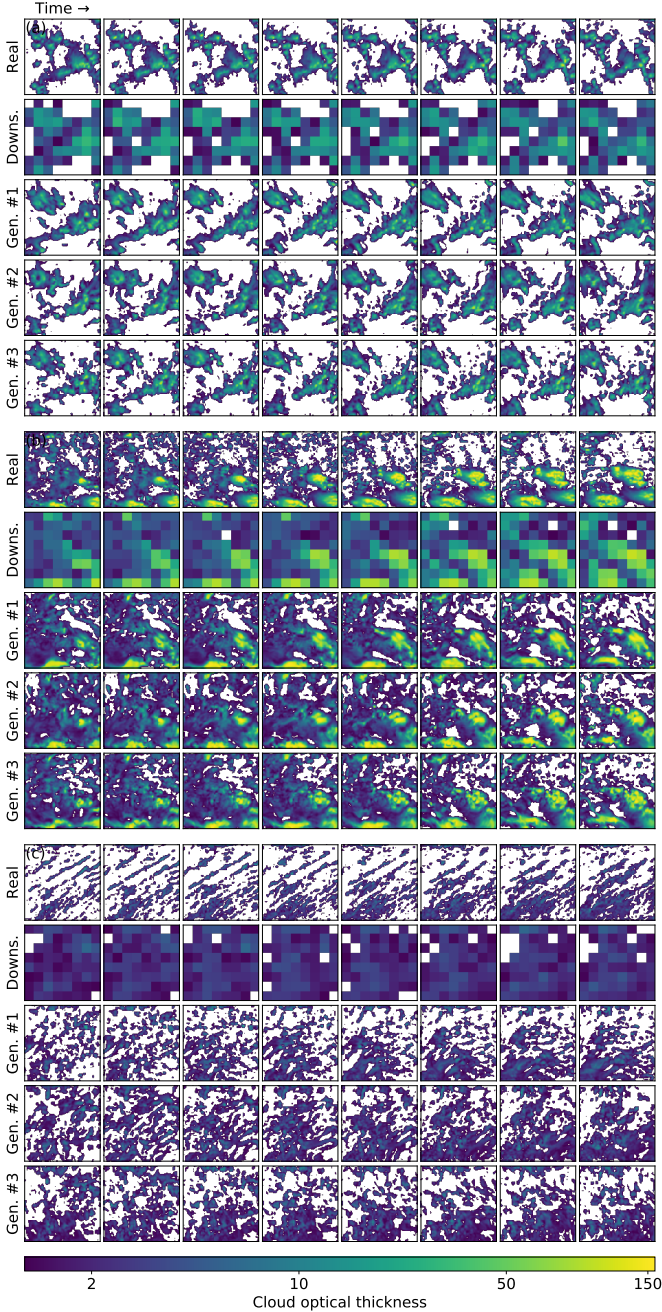 Time →
(a)
Real
Downs.
Gen. #1
Gen. #2
Gen. #3
(b)
Real
Downs.
Gen. #1
Gen. #2
Gen. #3
(c)
Real
Downs.
Gen. #1
Gen. #2
Gen. #3
2 10 50 150
Cloud optical thickness